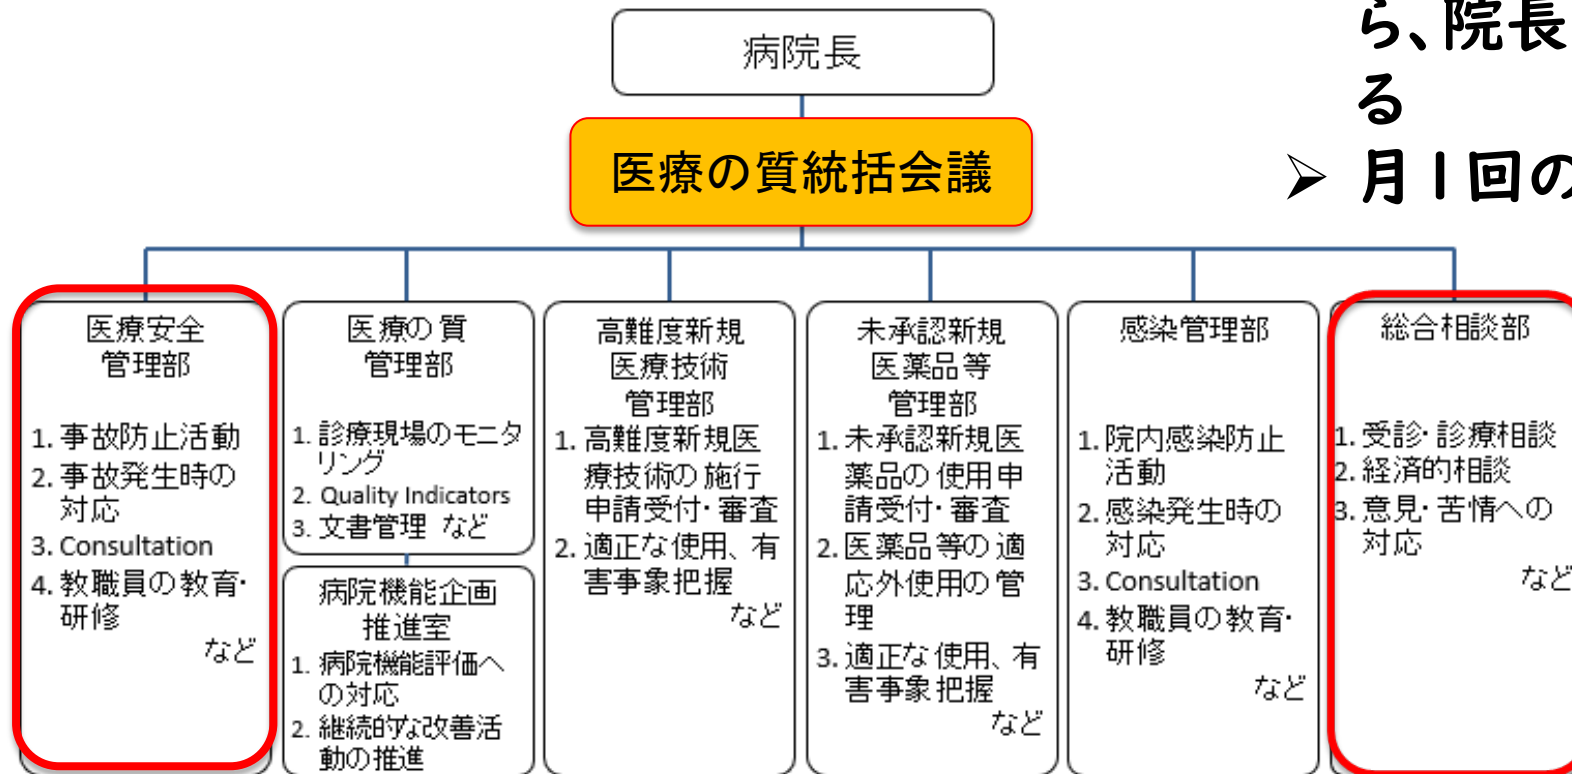 ら、院長
る
➢ 月1回の
病院長
医療の質統括会議
医療安全
管理部
1. 事故防止活動
2. 事故発生時の
対応
3. Consultation
4. 教職員の教育・
研修
など
医療の質
管理部
1. 診療現場のモニタ
リング
2. Quality Indicators
3. 文書管理 など
病院機能企画
推進室
1. 病院機能評価へ
の対応
2. 継続的な改善活
動の推進
高難度新規
医療技術
管理部
1. 高難度新規医
療技術の施行
申請受付・審査
2. 適正な使用、有
害事象把握
など
未承認新規
医薬品等
管理部
1. 未承認新規医
薬品の使用申
請受付・審査
2. 医薬品等の適
応外使用の管
理
3. 適正な使用、有
害事象把握
など
感染管理部
1. 院内感染防止
活動
2. 感染発生時の
対応
3. Consultation
4. 教職員の教育・
研修
など
総合相談部
1. 受診・診療相談
2. 経済的相談
3. 意見・苦情への
対応
など